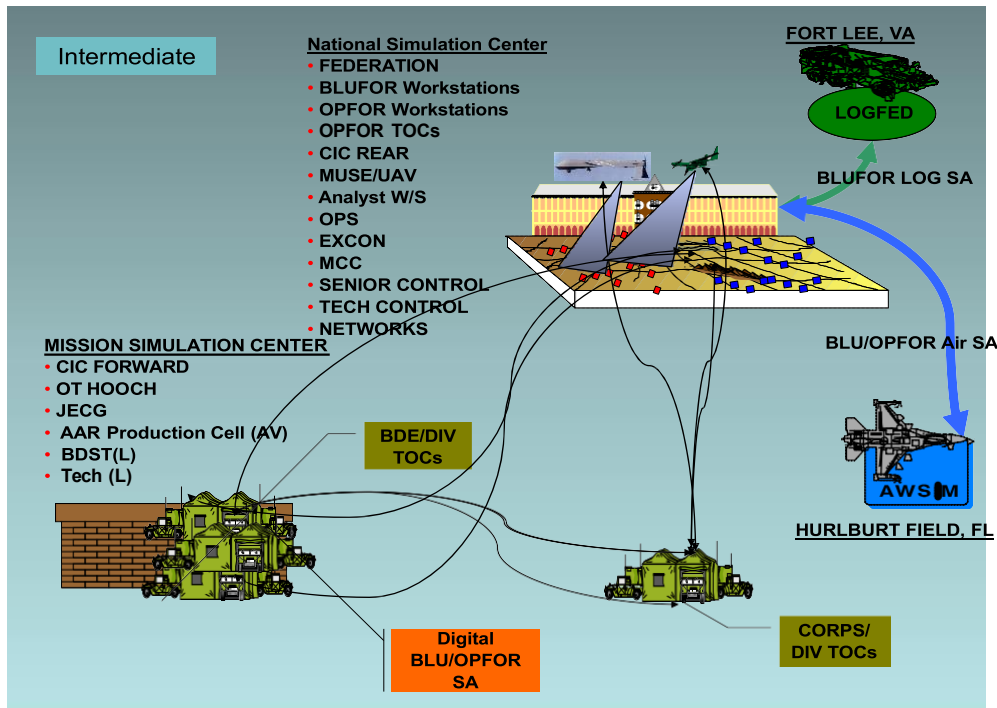 Intermediate
National Simulation Center
• FEDERATION
• BLUFOR Workstations
• OPFOR Workstations
• OPFOR TOCs
• CIC REAR
• MUSE/UAV
• Analyst W/S
• OPS
• EXCON
• MCC
• SENIOR CONTROL
• TECH CONTROL
• NETWORKS
FORT LEE, VA
LOGFED
BLUFOR LOG SA
BLU/OPFOR Air SA
MISSION SIMULATION CENTER
• CIC FORWARD
• OT HOOCH
• JECG
• AAR Production Cell (AV)
• BDST(L)
• Tech (L)
BDE/DIV
TOCs
AWSIM
HURLBURT FIELD, FL
CORPS/
DIV TOCs
Digital
BLU/OPFOR
SA